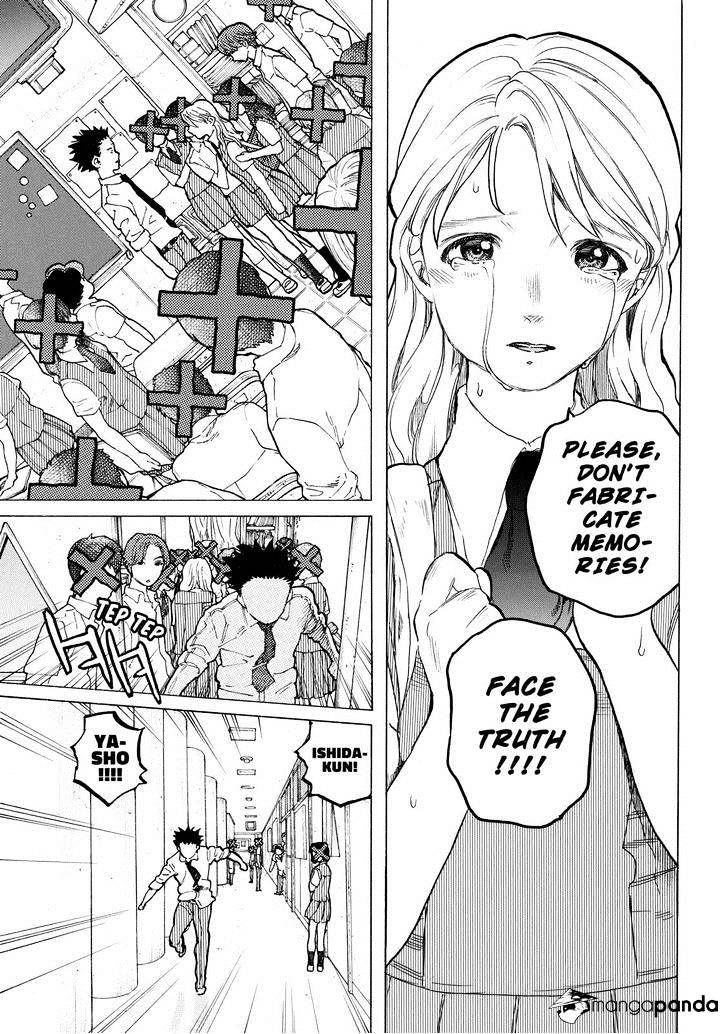 PLEASE,
DON'T
FABRI-
CATE
MEMO-
RIES!
FACE
THE
TRUTH
!!!!
TEP TEP
ISHIDA-
KUN!
YA-
SHO
!!!!
mangapanda